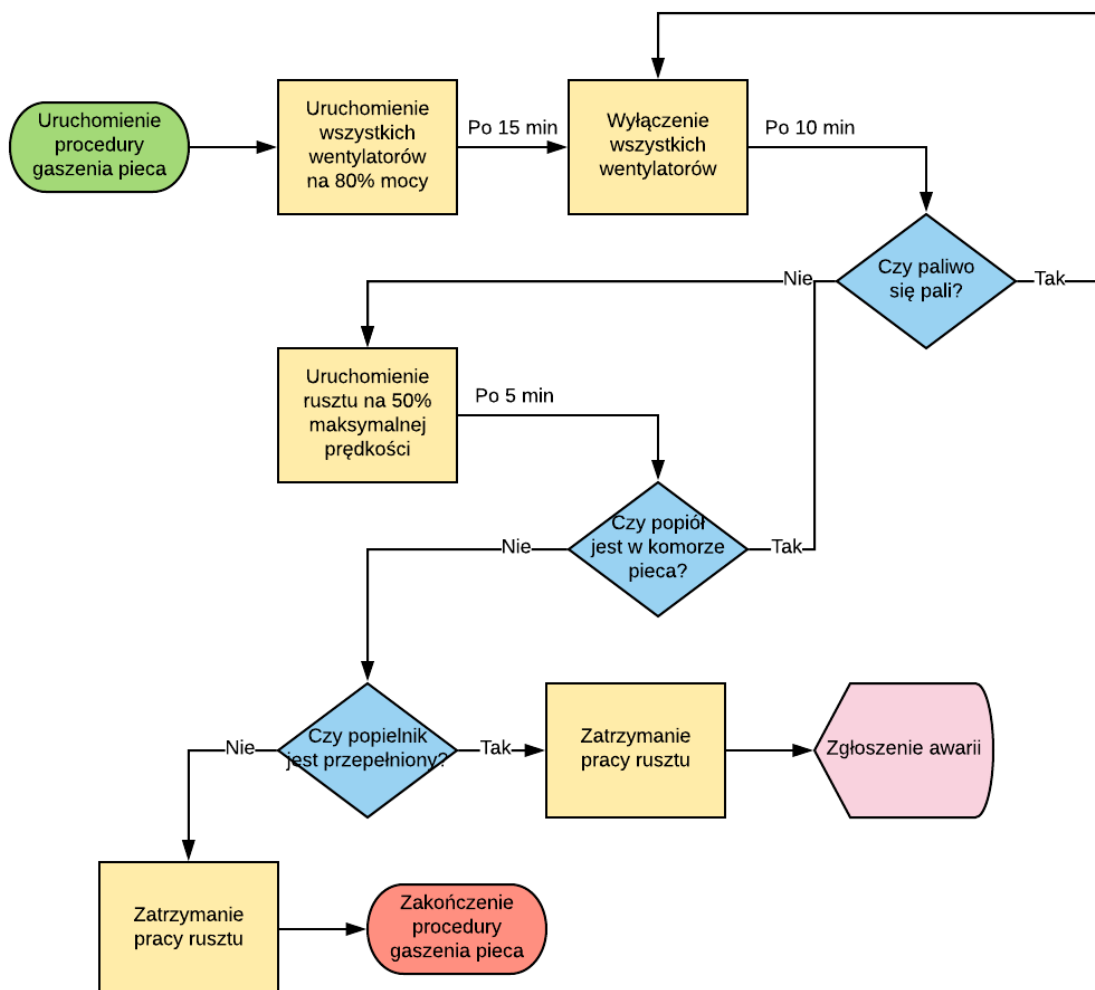 Uruchomienie
procedury
gaszenia pieca
Uruchomienie
wszystkich
wentylatorów
na 80% mocy
Po 15 min
Wyłączenie
wszystkich
wentylatorów
Po 10 min
Czy paliwo
się pali?
Nie
Tak
Uruchomienie
rusztu na 50%
maksymalnej
prędkości
Po 5 min
Czy popiół
jest w komorze
pieca?
Nie
Tak
Czy popielnik
jest przepełniony?
Nie
Tak
Zatrzymanie
pracy rusztu
Zgłoszenie awarii
Zatrzymanie
pracy rusztu
Zakończenie
procedury
gaszenia pieca